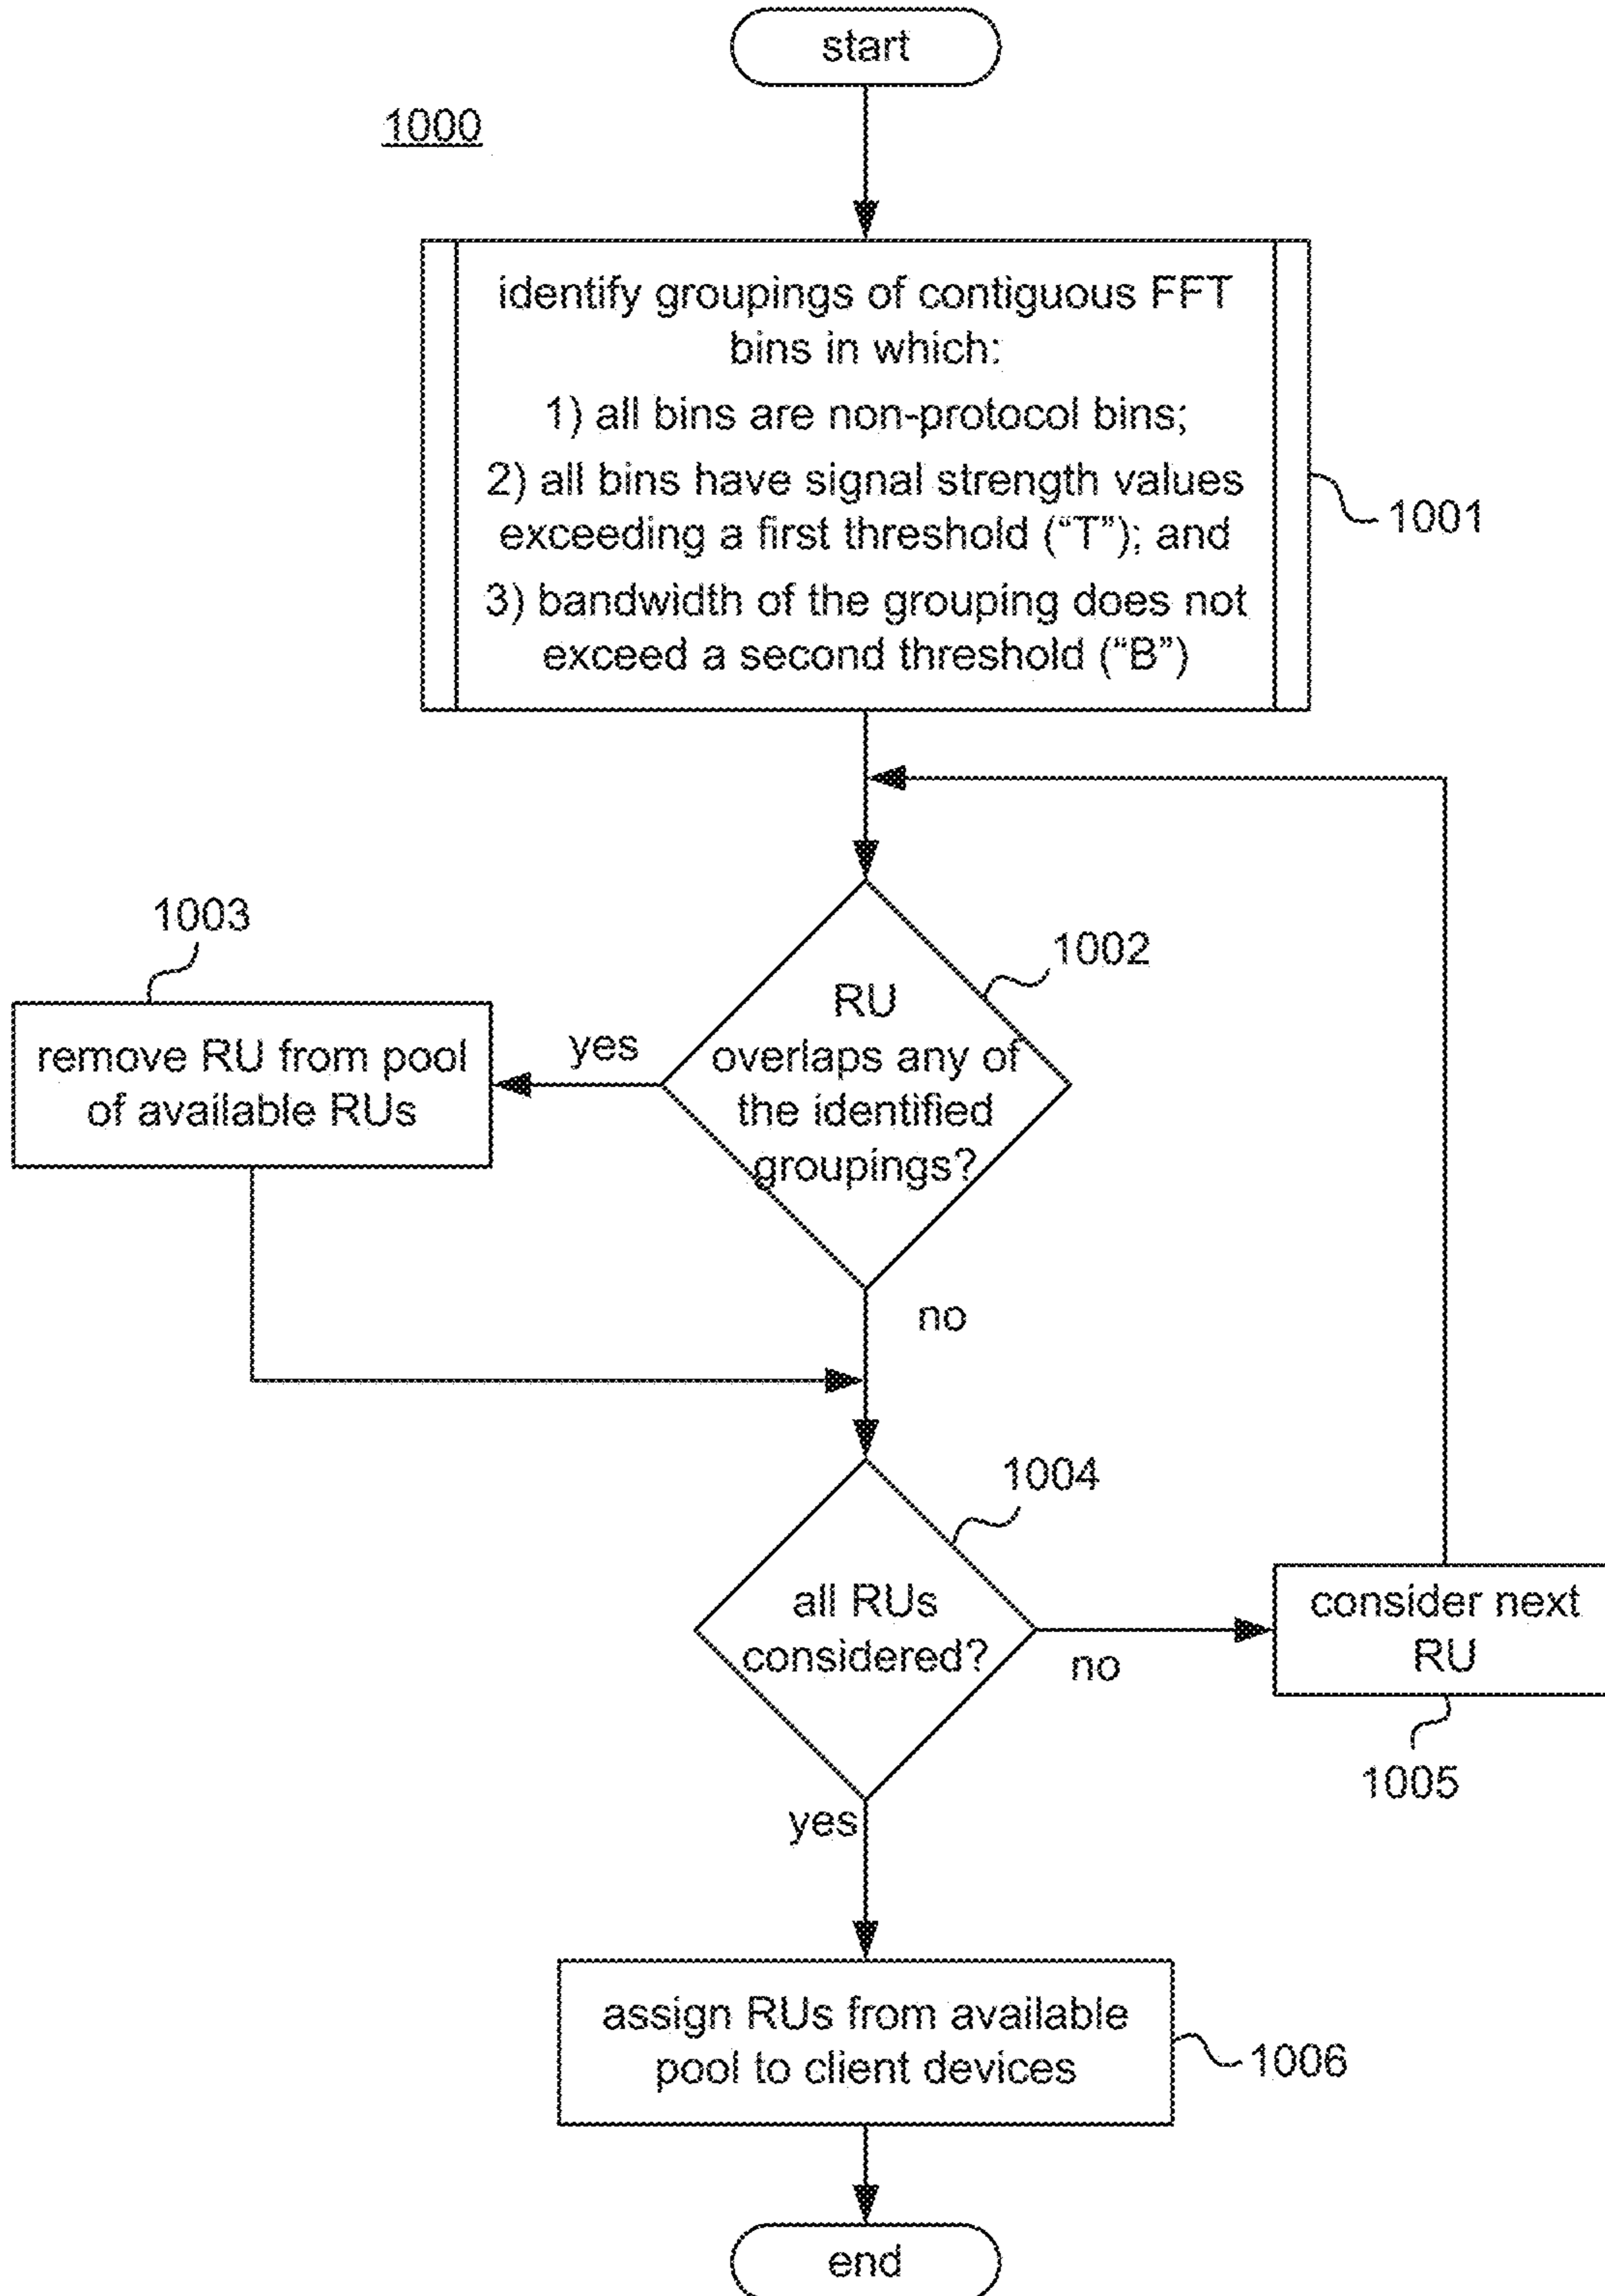 start
1000
identify groupings of contiguous FFT
bins in which:
1) all bins are non-protocol bins;
2) all bins have signal strength values
exceeding a first threshold (“T”); and
3) bandwidth of the grouping does not
exceed a second threshold (“B”)
1001
1003
1002
remove RU from pool
of available RUs
yes
RU
overlaps any of
the identified
groupings?
no
1004
all RUs
considered?
no
consider next
RU
1005
yes
assign RUs from available
pool to client devices
1006
end